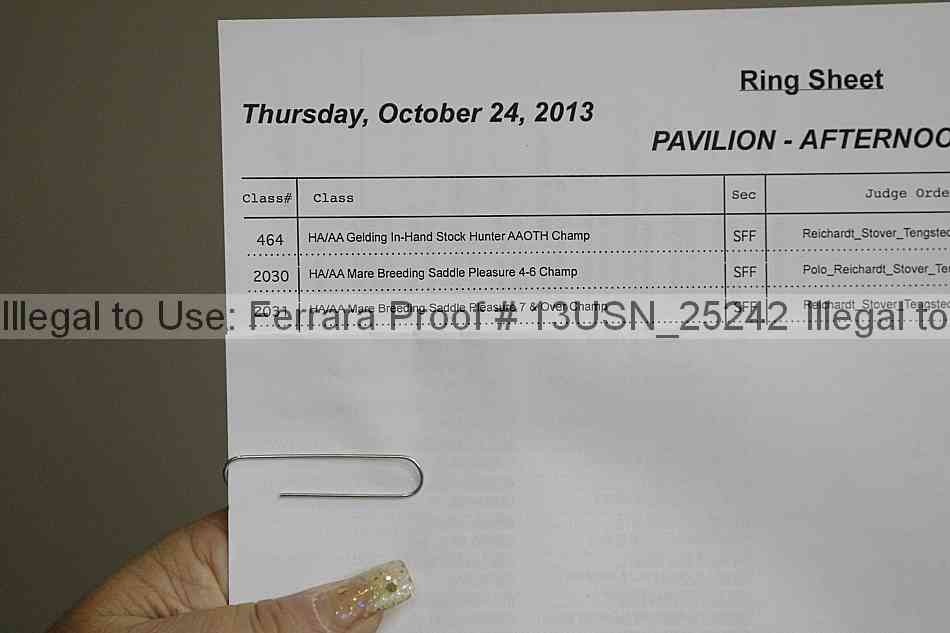 Ring Sheet
Thursday, October 24, 2013
PAVILION - AFTERNOO
Class# Class Sec Judge Orde
464 HA/AA Gelding In-Hand Stock Hunter AAOTH Champ SFF Reichardt_Stover_Tengsted
2030 HA/AA Mare Breeding Saddle Pleasure 4-6 Champ SFF Polo_Reichardt_Stover_Te
2031 HA/AA Mare Breeding Saddle Pleasure 7 & Over Champ SFF Reichardt_Stover_Tengsted
Illegal to Use: Ferrara Proof # 13USN_25242 Illegal to